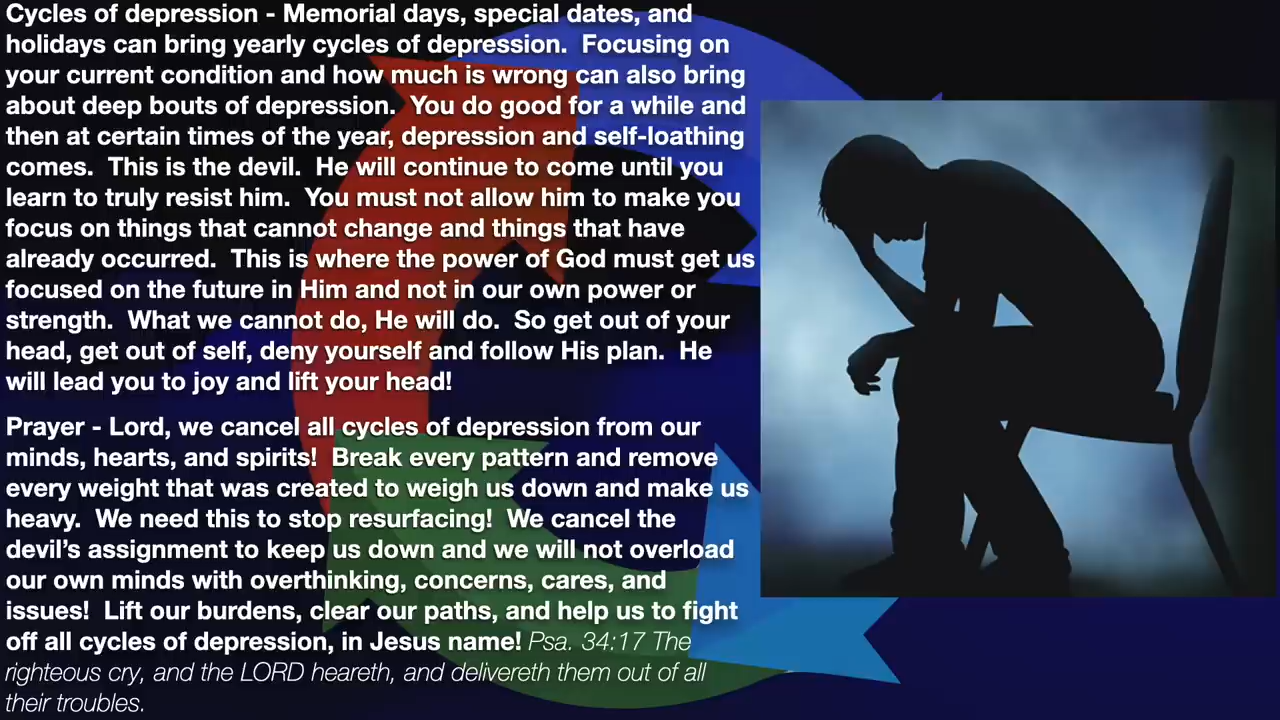 Cycles of depression - Memorial days, special dates, and
holidays can bring yearly cycles of depression.  Focusing on
your current condition and how much is wrong can also bring
about deep bouts of depression.  You do good for a while and
then at certain times of the year, depression and self-loathing
comes.  This is the devil.  He will continue to come until you
learn to truly resist him.  You must not allow him to make you
focus on things that cannot change and things that have
already occurred.  This is where the power of God must get us
focused on the future in Him and not in our own power or
strength.  What we cannot do, He will do.  So get out of your
head, get out of self, deny yourself and follow His plan.  He
will lead you to joy and lift your head!
Prayer - Lord, we cancel all cycles of depression from our
minds, hearts, and spirits!  Break every pattern and remove
every weight that was created to weigh us down and make us
heavy.  We need this to stop resurfacing!  We cancel the
devil’s assignment to keep us down and we will not overload
our own minds with overthinking, concerns, cares, and
issues!  Lift our burdens, clear our paths, and help us to fight
off all cycles of depression, in Jesus name! Psa. 34:17 The
righteous cry, and the LORD heareth, and delivereth them out of all
their troubles.